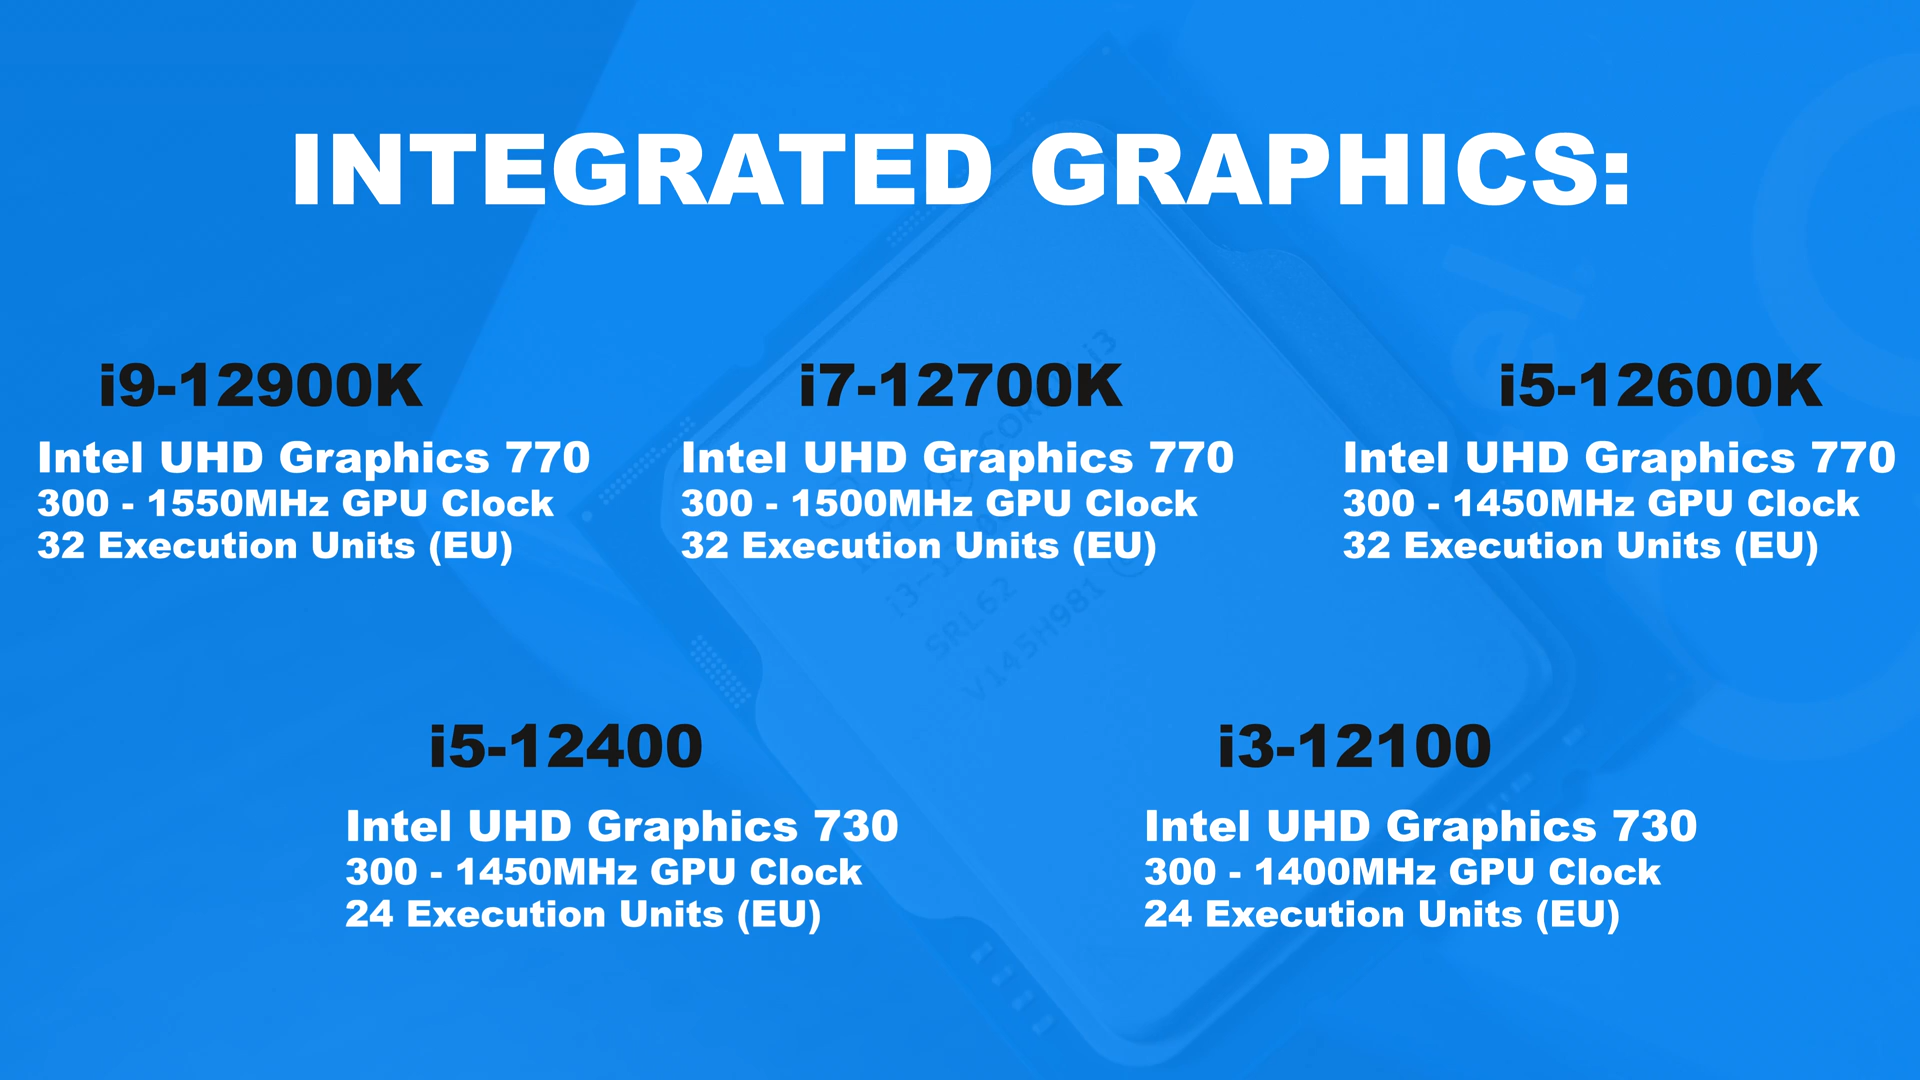 INTEGRATED GRAPHICS:
i9-12900K
Intel UHD Graphics 770
300 - 1550MHz GPU Clock
32 Execution Units (EU)
i7-12700K
Intel UHD Graphics 770
300 - 1500MHz GPU Clock
32 Execution Units (EU)
i5-12600K
Intel UHD Graphics 770
300 - 1450MHz GPU Clock
32 Execution Units (EU)
i5-12400
Intel UHD Graphics 730
300 - 1450MHz GPU Clock
24 Execution Units (EU)
i3-12100
Intel UHD Graphics 730
300 - 1400MHz GPU Clock
24 Execution Units (EU)
SRL62
V145H981